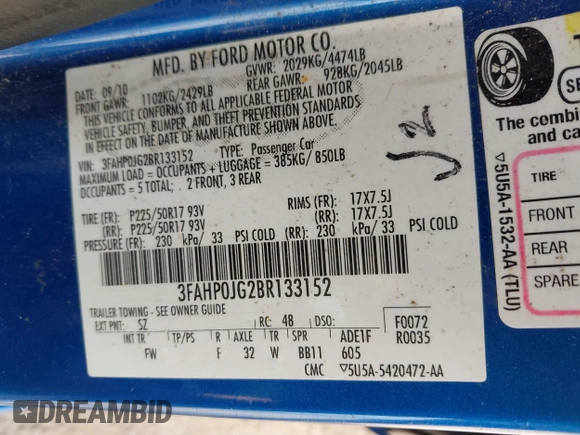 MFD. BY FORD MOTOR CO.
DATE: 09/10 GVWR: 2029KG/4474LB
FRONT GAWR: 1102KG/2429LB REAR GAWR: 928KG/2045LB
THIS VEHICLE CONFORMS TO ALL APPLICABLE FEDERAL MOTOR
VEHICLE SAFETY, BUMPER, AND THEFT PREVENTION STANDARDS
IN EFFECT ON THE DATE OF MANUFACTURE SHOWN ABOVE.
VIN: 3FAHP0JG2BR133152 TYPE: Passenger Car
MAXIMUM LOAD = OCCUPANTS + LUGGAGE = 385KG/850LB
OCCUPANTS = 5 TOTAL; 2 FRONT, 3 REAR
TIRE (FR): P225/50R17 93V RIMS (FR): 17X7.5J
(RR): P225/50R17 93V (RR): 17X7.5J
PRESSURE (FR): 230 kPa/ 33 PSI COLD (RR): 230 kPa/ 33 PSI COLD
3FAHP0JG2BR133152
TRAILER TOWING - SEE OWNER GUIDE
EXT PNT: SZ RC: 48 DSO: F0072
INT TR TP/PS R AXLE TR SPR ADE1F R0035
FW F 32 W BB11 605
CMC 5U5A-5420472-AA
5U5A-1532-AA (TLU)
The combin
and ca
TIRE
FRONT
REAR
SPARE
DREAMBID